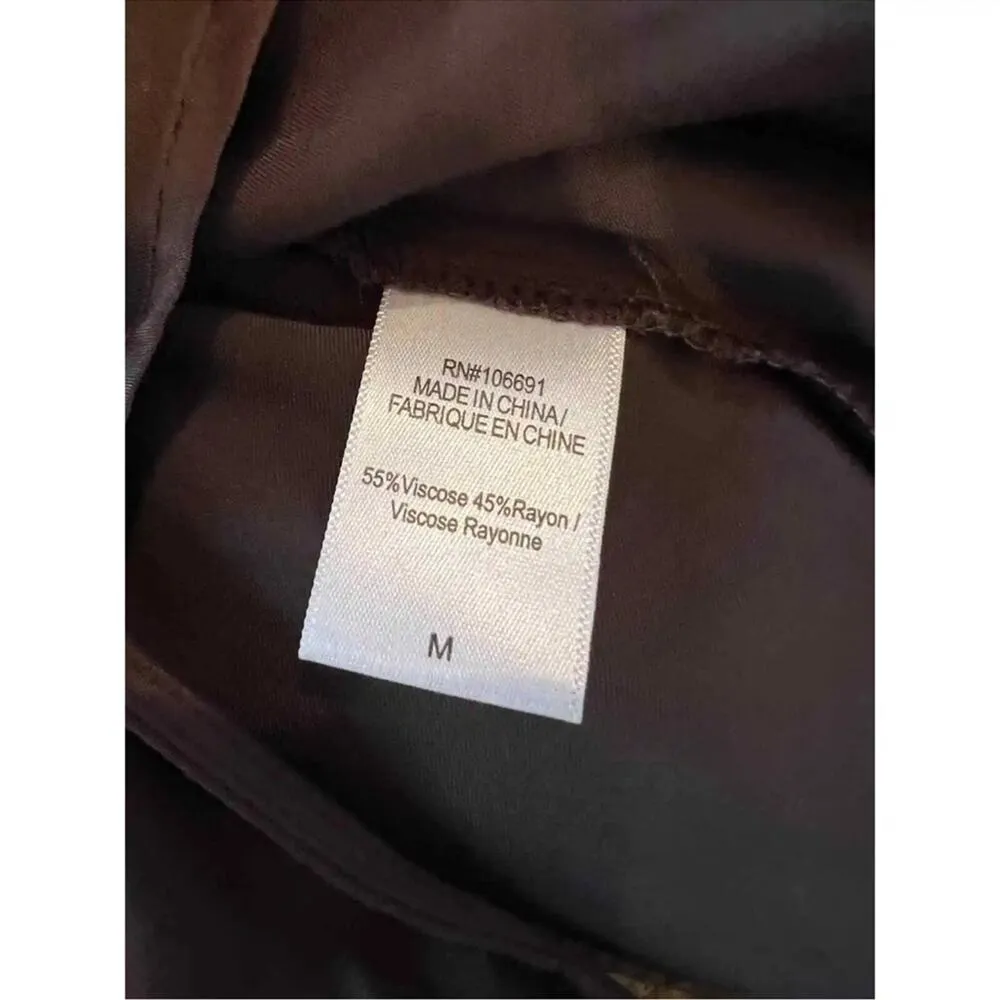 RN#106691
MADE IN CHINA/
FABRIQUE EN CHINE
55%Viscose 45%Rayon /
Viscose Rayonne
M